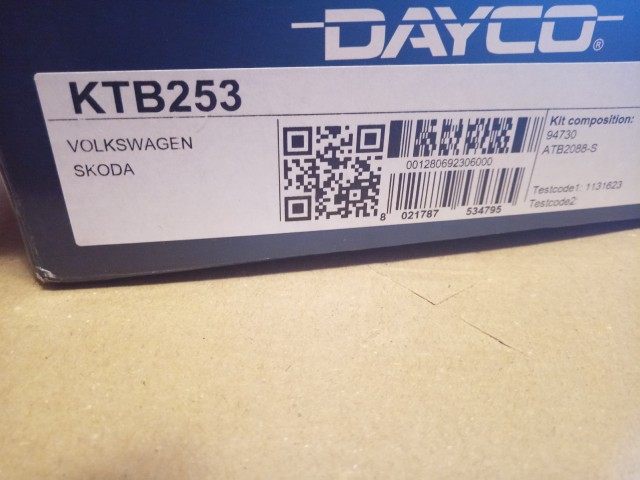 DAYCO®
KTB253
VOLKSWAGEN
SKODA
001280692306000
8 021787 534795
Kit composition:
94730
ATB2088-S
Testcode1: 1131623
Testcode2: